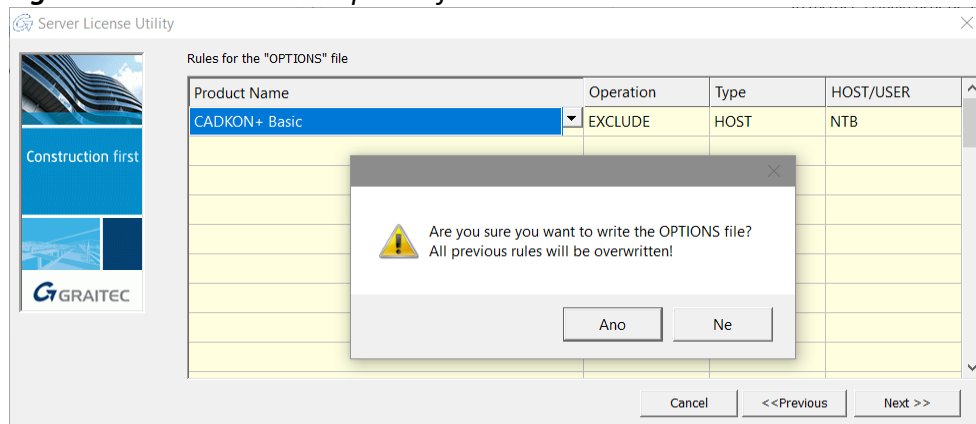 Server License Utility
Rules for the "OPTIONS" file
Product Name Operation Type HOST/USER
CADKON+ Basic EXCLUDE HOST NTB
Construction first
GRAITEC
Are you sure you want to write the OPTIONS file?
All previous rules will be overwritten!
Ano Ne
Cancel <<Previous Next >>